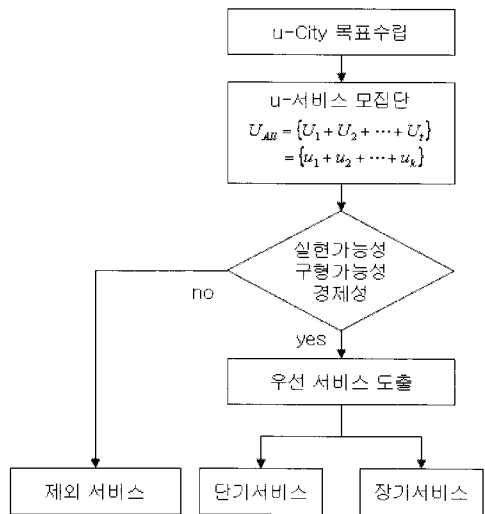 u-City 목표수립
u-서비스 모집단
U_{AB} = {U_1 + U_2 + ⋯ + U_t}
= {u_1 + u_2 + ⋯ + u_k}
실현가능성
구형가능성
경제성
no
yes
우선 서비스 도출
제외 서비스
단기서비스
장기서비스